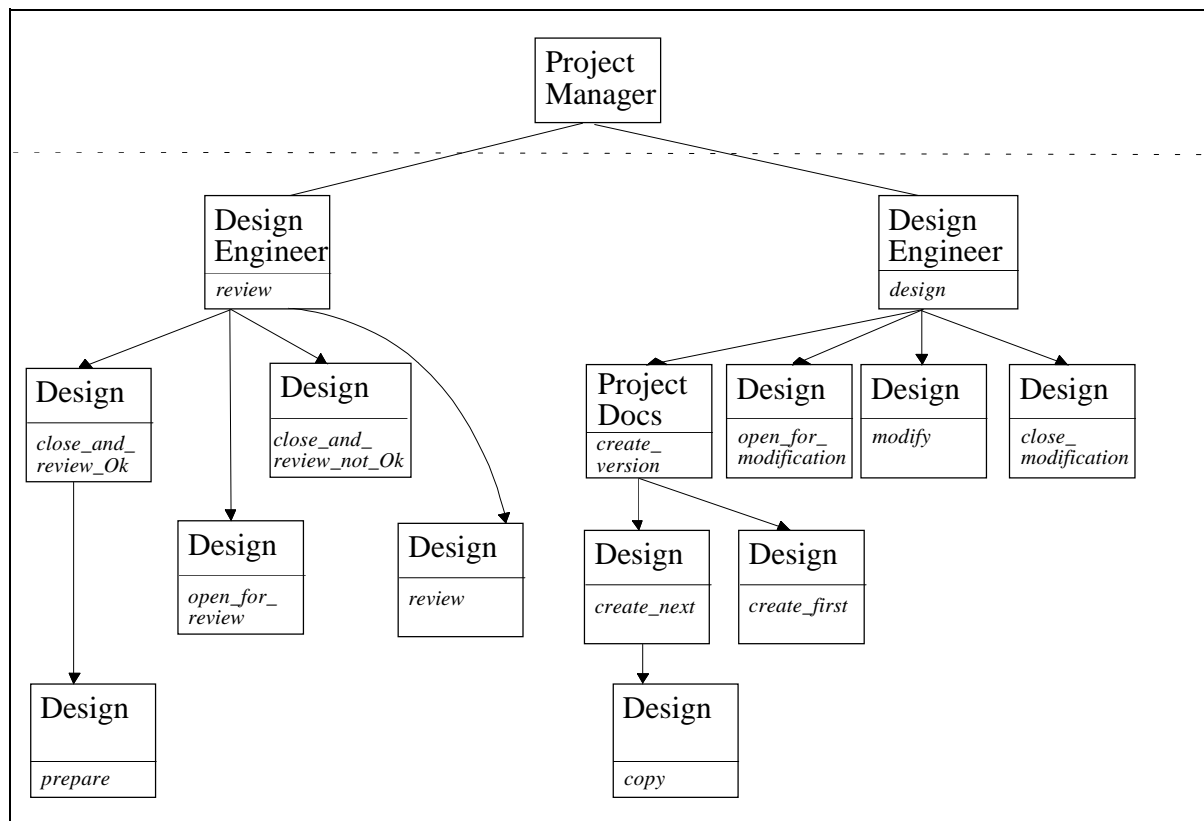 Project
Manager
Design
Engineer
review
Design
Engineer
design
Design
close_and_
review_Ok
Design
close_and_
review_not_Ok
Project
Docs
create_
version
Design
open_for_
modification
Design
modify
Design
close_
modification
Design
open_for_
review
Design
review
Design
create_next
Design
create_first
Design
prepare
Design
copy